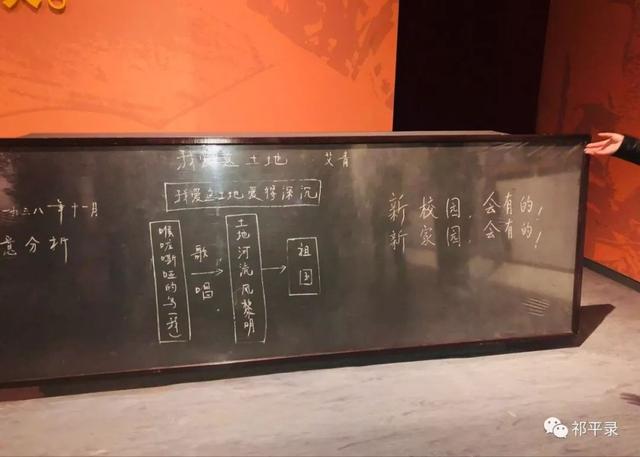 我爱这土地 艾青
一九三八年十一月
我爱这土地爱得深沉
意分析
喉咙嘶哑的鸟(我)
歌唱
土地河流风黎明
祖国
新校园,会有的!
新家园,会有的!
祁平录